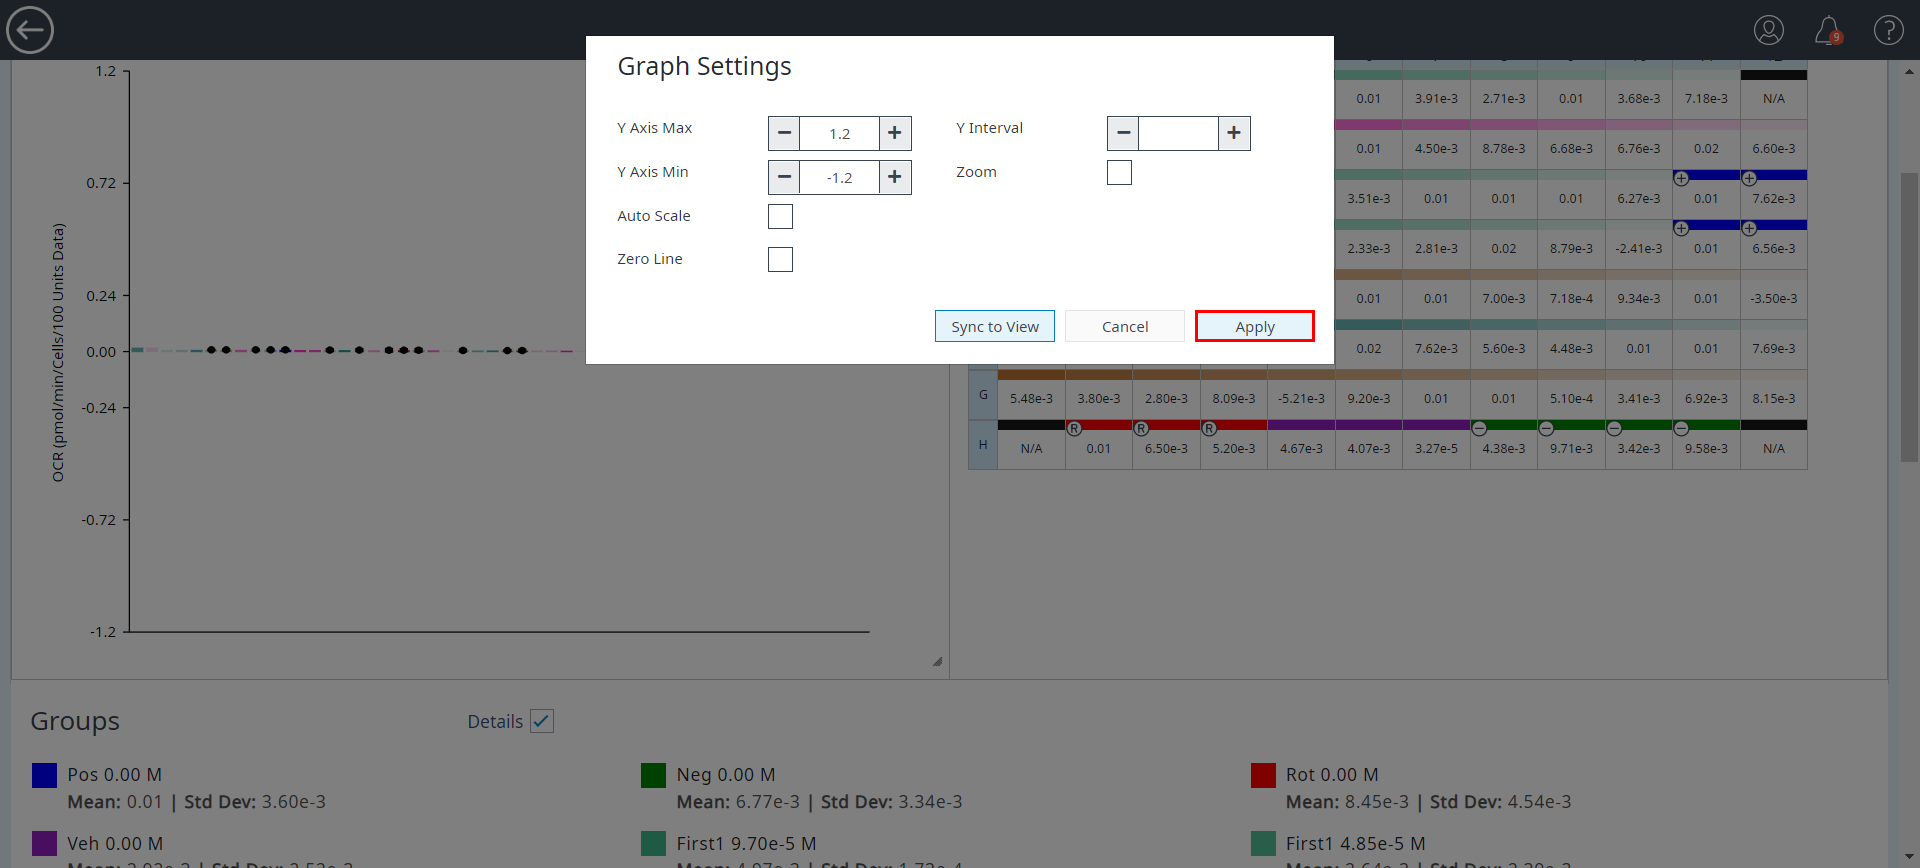 9
Graph Settings
Y Axis Max
1.2
Y Interval
Y Axis Min
-1.2
Zoom
Auto Scale
Zero Line
Sync to View
Cancel
Apply
1.2
0.72
0.24
0.00
-0.24
-0.72
-1.2
OCR (pmol/min/Cells/100 Units Data)
0.01 3.91e-3 2.71e-3 0.01 3.68e-3 7.18e-3 N/A
0.01 4.50e-3 8.78e-3 6.68e-3 6.76e-3 0.02 6.60e-3
3.51e-3 0.01 0.01 0.01 6.27e-3 0.01 7.62e-3
2.33e-3 2.81e-3 0.02 8.79e-3 -2.41e-3 0.01 6.56e-3
0.01 0.01 7.00e-3 7.18e-4 9.34e-3 0.01 -3.50e-3
0.02 7.62e-3 5.60e-3 4.48e-3 0.01 0.01 7.69e-3
G 5.48e-3 3.80e-3 2.80e-3 8.09e-3 -5.21e-3 9.20e-3 0.01 0.01 5.10e-4 3.41e-3 6.92e-3 8.15e-3
R R R
H N/A 0.01 6.50e-3 5.20e-3 4.67e-3 4.07e-3 3.27e-5 4.38e-3 9.71e-3 3.42e-3 9.58e-3 N/A
Groups
Details
Pos 0.00 M
Mean: 0.01 | Std Dev: 3.60e-3
Neg 0.00 M
Mean: 6.77e-3 | Std Dev: 3.34e-3
Rot 0.00 M
Mean: 8.45e-3 | Std Dev: 4.54e-3
Veh 0.00 M
First1 9.70e-5 M
First1 4.85e-5 M